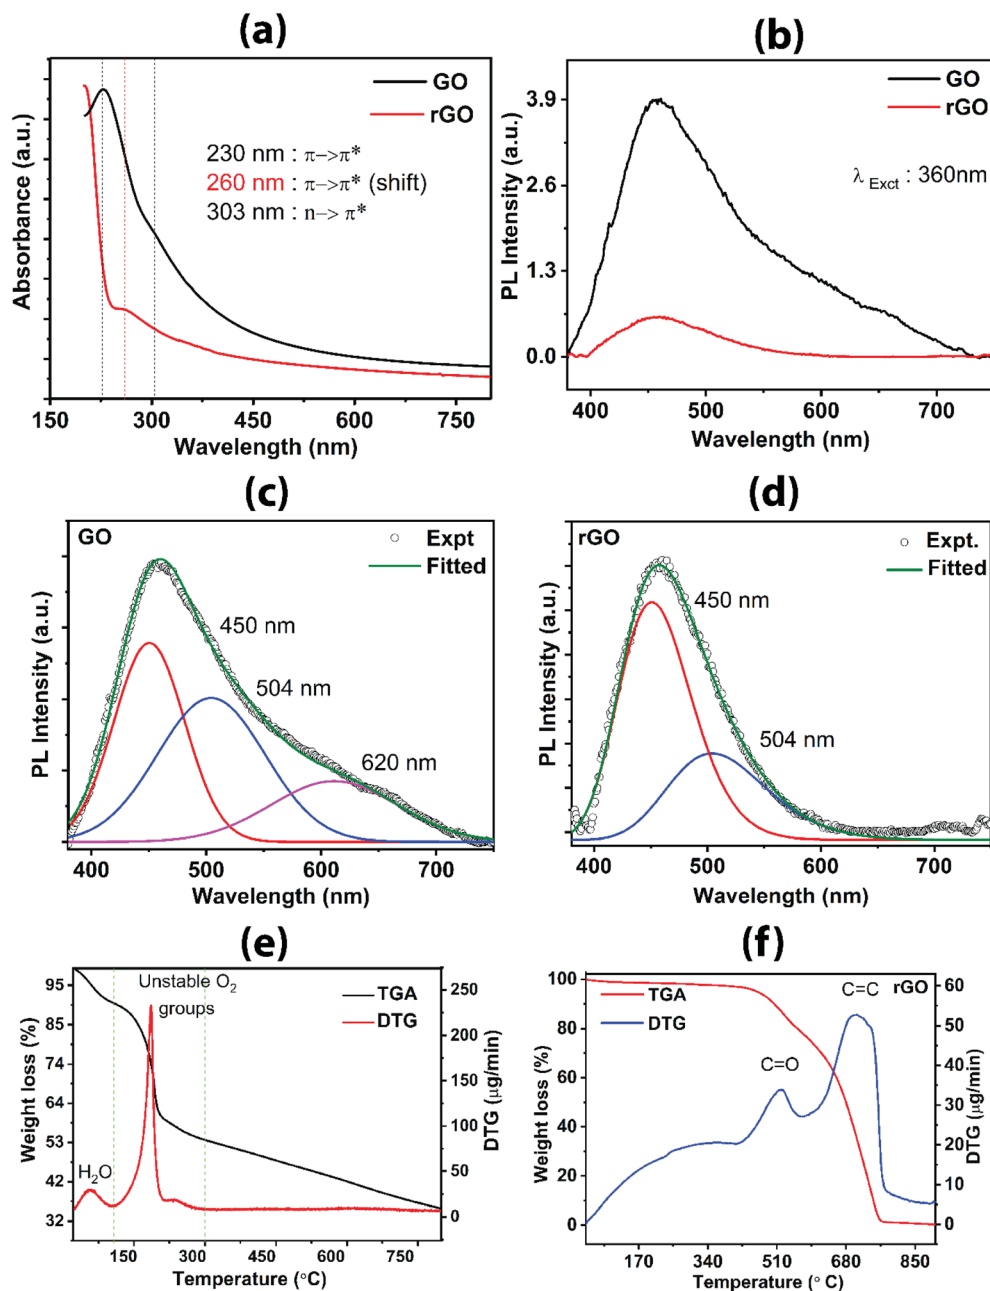 (a)
GO
rGO
230 nm : π–>π*
260 nm : π–>π* (shift)
303 nm : n–> π*
Absorbance (a.u.)
150 300 450 600 750
Wavelength (nm)
(b)
GO
rGO
λ Exct : 360nm
PL Intensity (a.u.)
3.9
2.6
1.3
0.0
400 500 600 700
Wavelength (nm)
(c)
GO
Expt
Fitted
450 nm
504 nm
620 nm
PL Intensity (a.u.)
400 500 600 700
Wavelength (nm)
(d)
rGO
Expt.
Fitted
450 nm
504 nm
PL Intensity (a.u.)
400 500 600 700
Wavelength (nm)
(e)
Unstable O2
groups
TGA
DTG
H2O
Weight loss (%)
95
85
74
64
53
42
32
DTG (µg/min)
250
200
150
100
50
0
150 300 450 600 750
Temperature (°C)
(f)
TGA
DTG
C=C
rGO
C=O
Weight loss (%)
100
80
60
40
20
0
DTG (µg/min)
60
50
40
30
20
10
0
170 340 510 680 850
Temperature (° C)